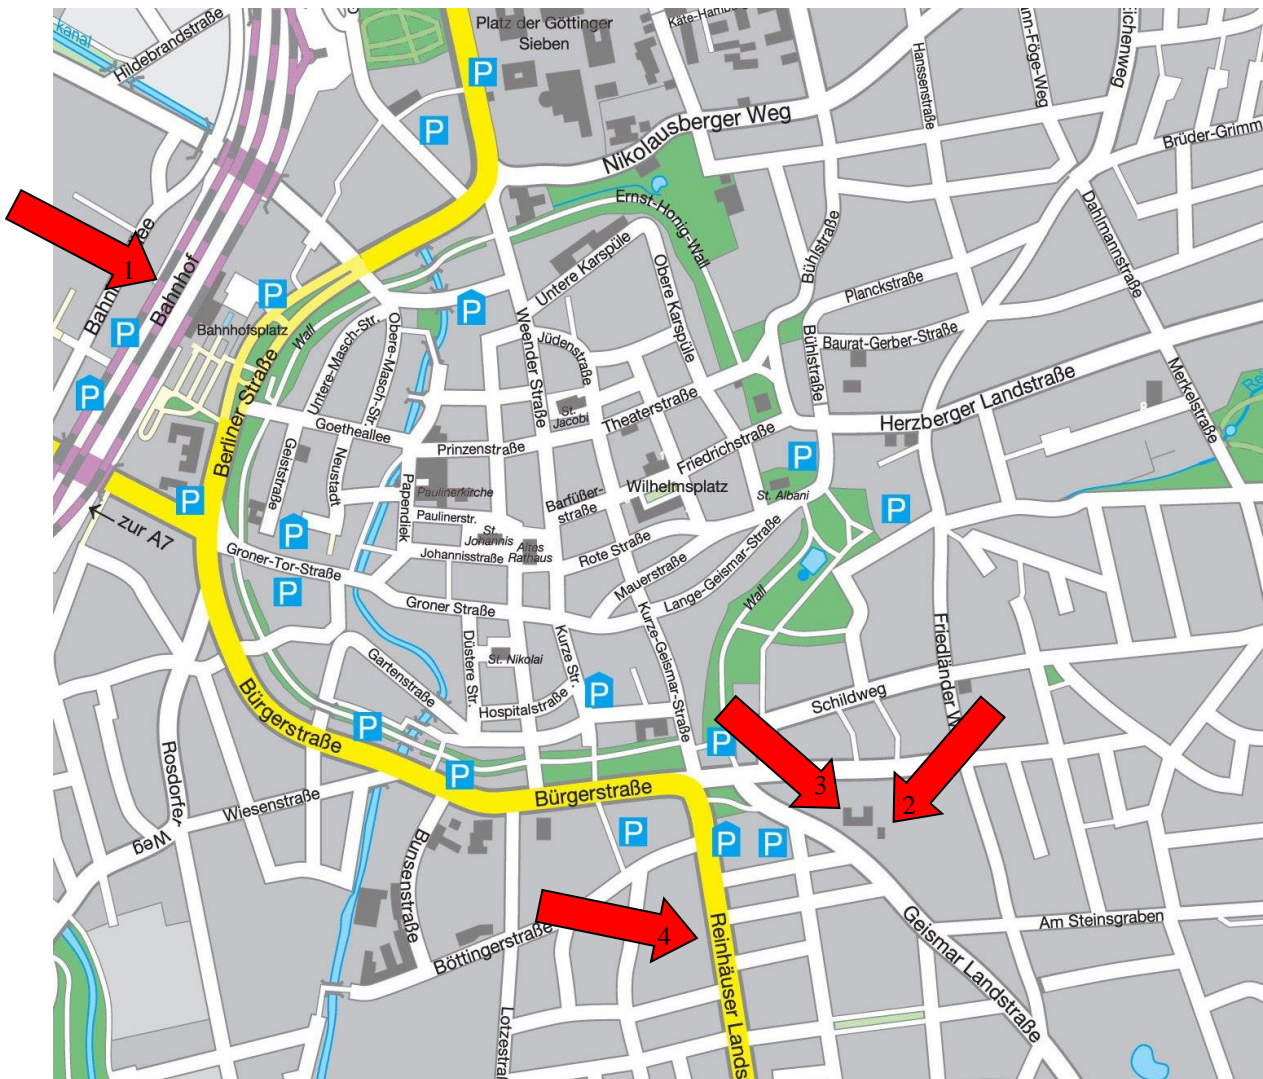 Platz der Göttinger
Sieben
kanal
Hildebrandstraße
Hanssenstraße
Eichenweg
Brüder-Grimm
P
P
Nikolausberger Weg
Ernst-Honig-Wall
Dahlmannstraße
1
Bahnhof
Untere Karspüle
Obere Karspüle
Bühlstraße
Planckstraße
P
P
P
Bahnhofsplatz
Wall
Untere-Masch-Str.
Obere-Masch-Str.
Weender Straße
Jüdenstraße
Bühlstraße
Baurat-Gerber-Straße
P
Berliner Straße
Goetheallee
St.
Jacobi
Theaterstraße
Herzberger Landstraße
Merkelstraße
Prinzenstraße
Friedrichstraße
P
Geiststraße
Neustadt
Papendiek
Paulinerkirche
Barfüßer-
straße
Wilhelmsplatz
St. Albani
P
P
zur A7
P
Paulinerstr.
St.
Johannis
Altes
Rathaus
Johannisstraße
Rote Straße
Groner-Tor-Straße
P
Mauerstraße
Lange-Geismar-Straße
Wall
Groner Straße
Düstere Str.
Kurze Str.
Kurze-Geismar-Straße
Friedländer W
St. Nikolai
Gartenstraße
Hospitalstraße
P
Schildweg
Bürgerstraße
P
P
Rosdorfer
Weg
Wiesenstraße
P
Bürgerstraße
3
2
P
P
P
Bunsenstraße
Böttingerstraße
4
Reinhäuser Lands
Geismar Landstraße
Am Steinsgraben
Lotzestraß